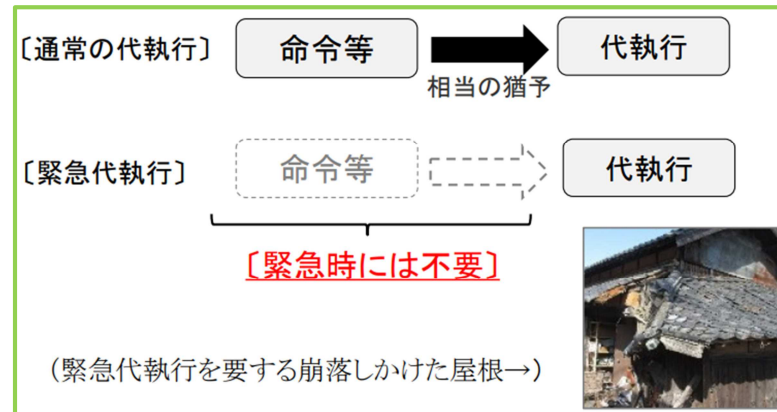 〔通常の代執行〕 命令等 代執行
相当の猶予
〔緊急代執行〕 命令等 代執行
〔緊急時には不要〕
（緊急代執行を要する崩落しかけた屋根→）